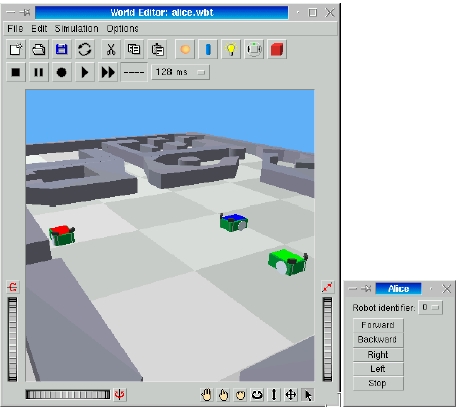 World Editor: alice.wbt
File Edit Simulation Options
128 ms
Alice
Robot identifier: 0
Forward
Backward
Right
Left
Stop